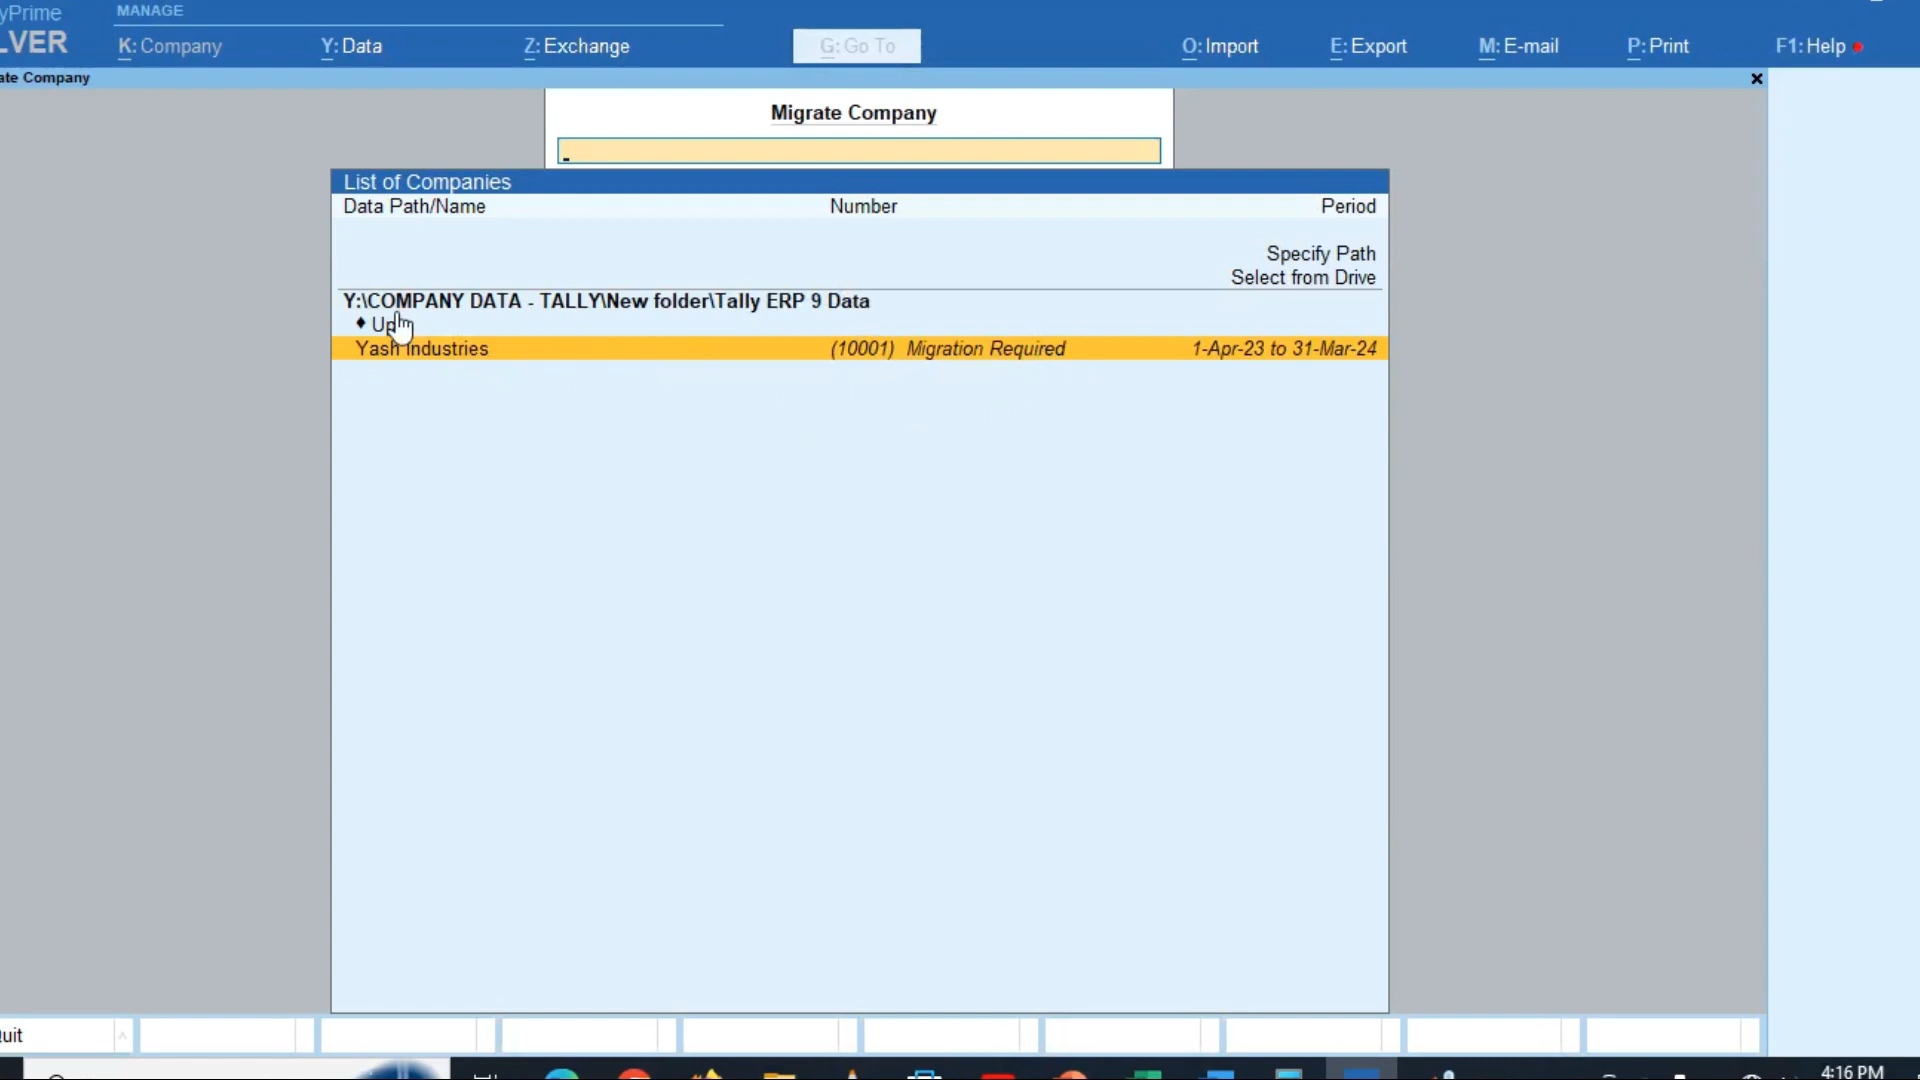 yPrime
MANAGE
LVER
K: Company
Y: Data
Z: Exchange
G: Go To
O: Import
E: Export
M: E-mail
P: Print
F1: Help
ate Company
Migrate Company
List of Companies
Data Path/Name Number Period
Specify Path
Select from Drive
Y:\COMPANY DATA - TALLY\New folder\Tally ERP 9 Data
♦ Up
Yash Industries (10001) Migration Required 1-Apr-23 to 31-Mar-24
uit
4:16 PM